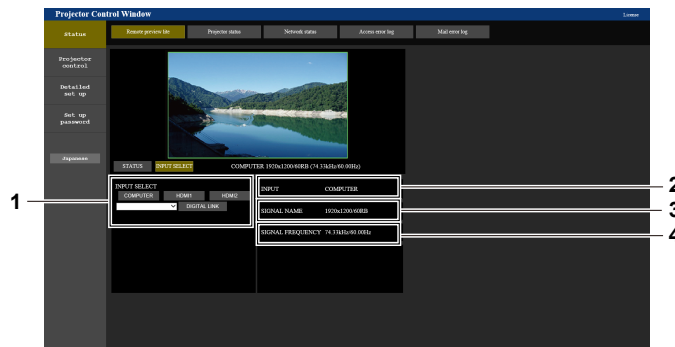 Projector Control Window
License
Status
Remote preview lite
Projector status
Network status
Access error log
Mail error log
Projector
control
Detailed
set up
Set up
password
Japanese
STATUS
INPUT SELECT
COMPUTER 1920x1200/60RB (74.33kHz/60.00Hz)
INPUT SELECT
COMPUTER
HDMI1
HDMI2
DIGITAL LINK
INPUT COMPUTER
SIGNAL NAME 1920x1200/60RB
SIGNAL FREQUENCY 74.33kHz/60.00Hz
1
2
3
4